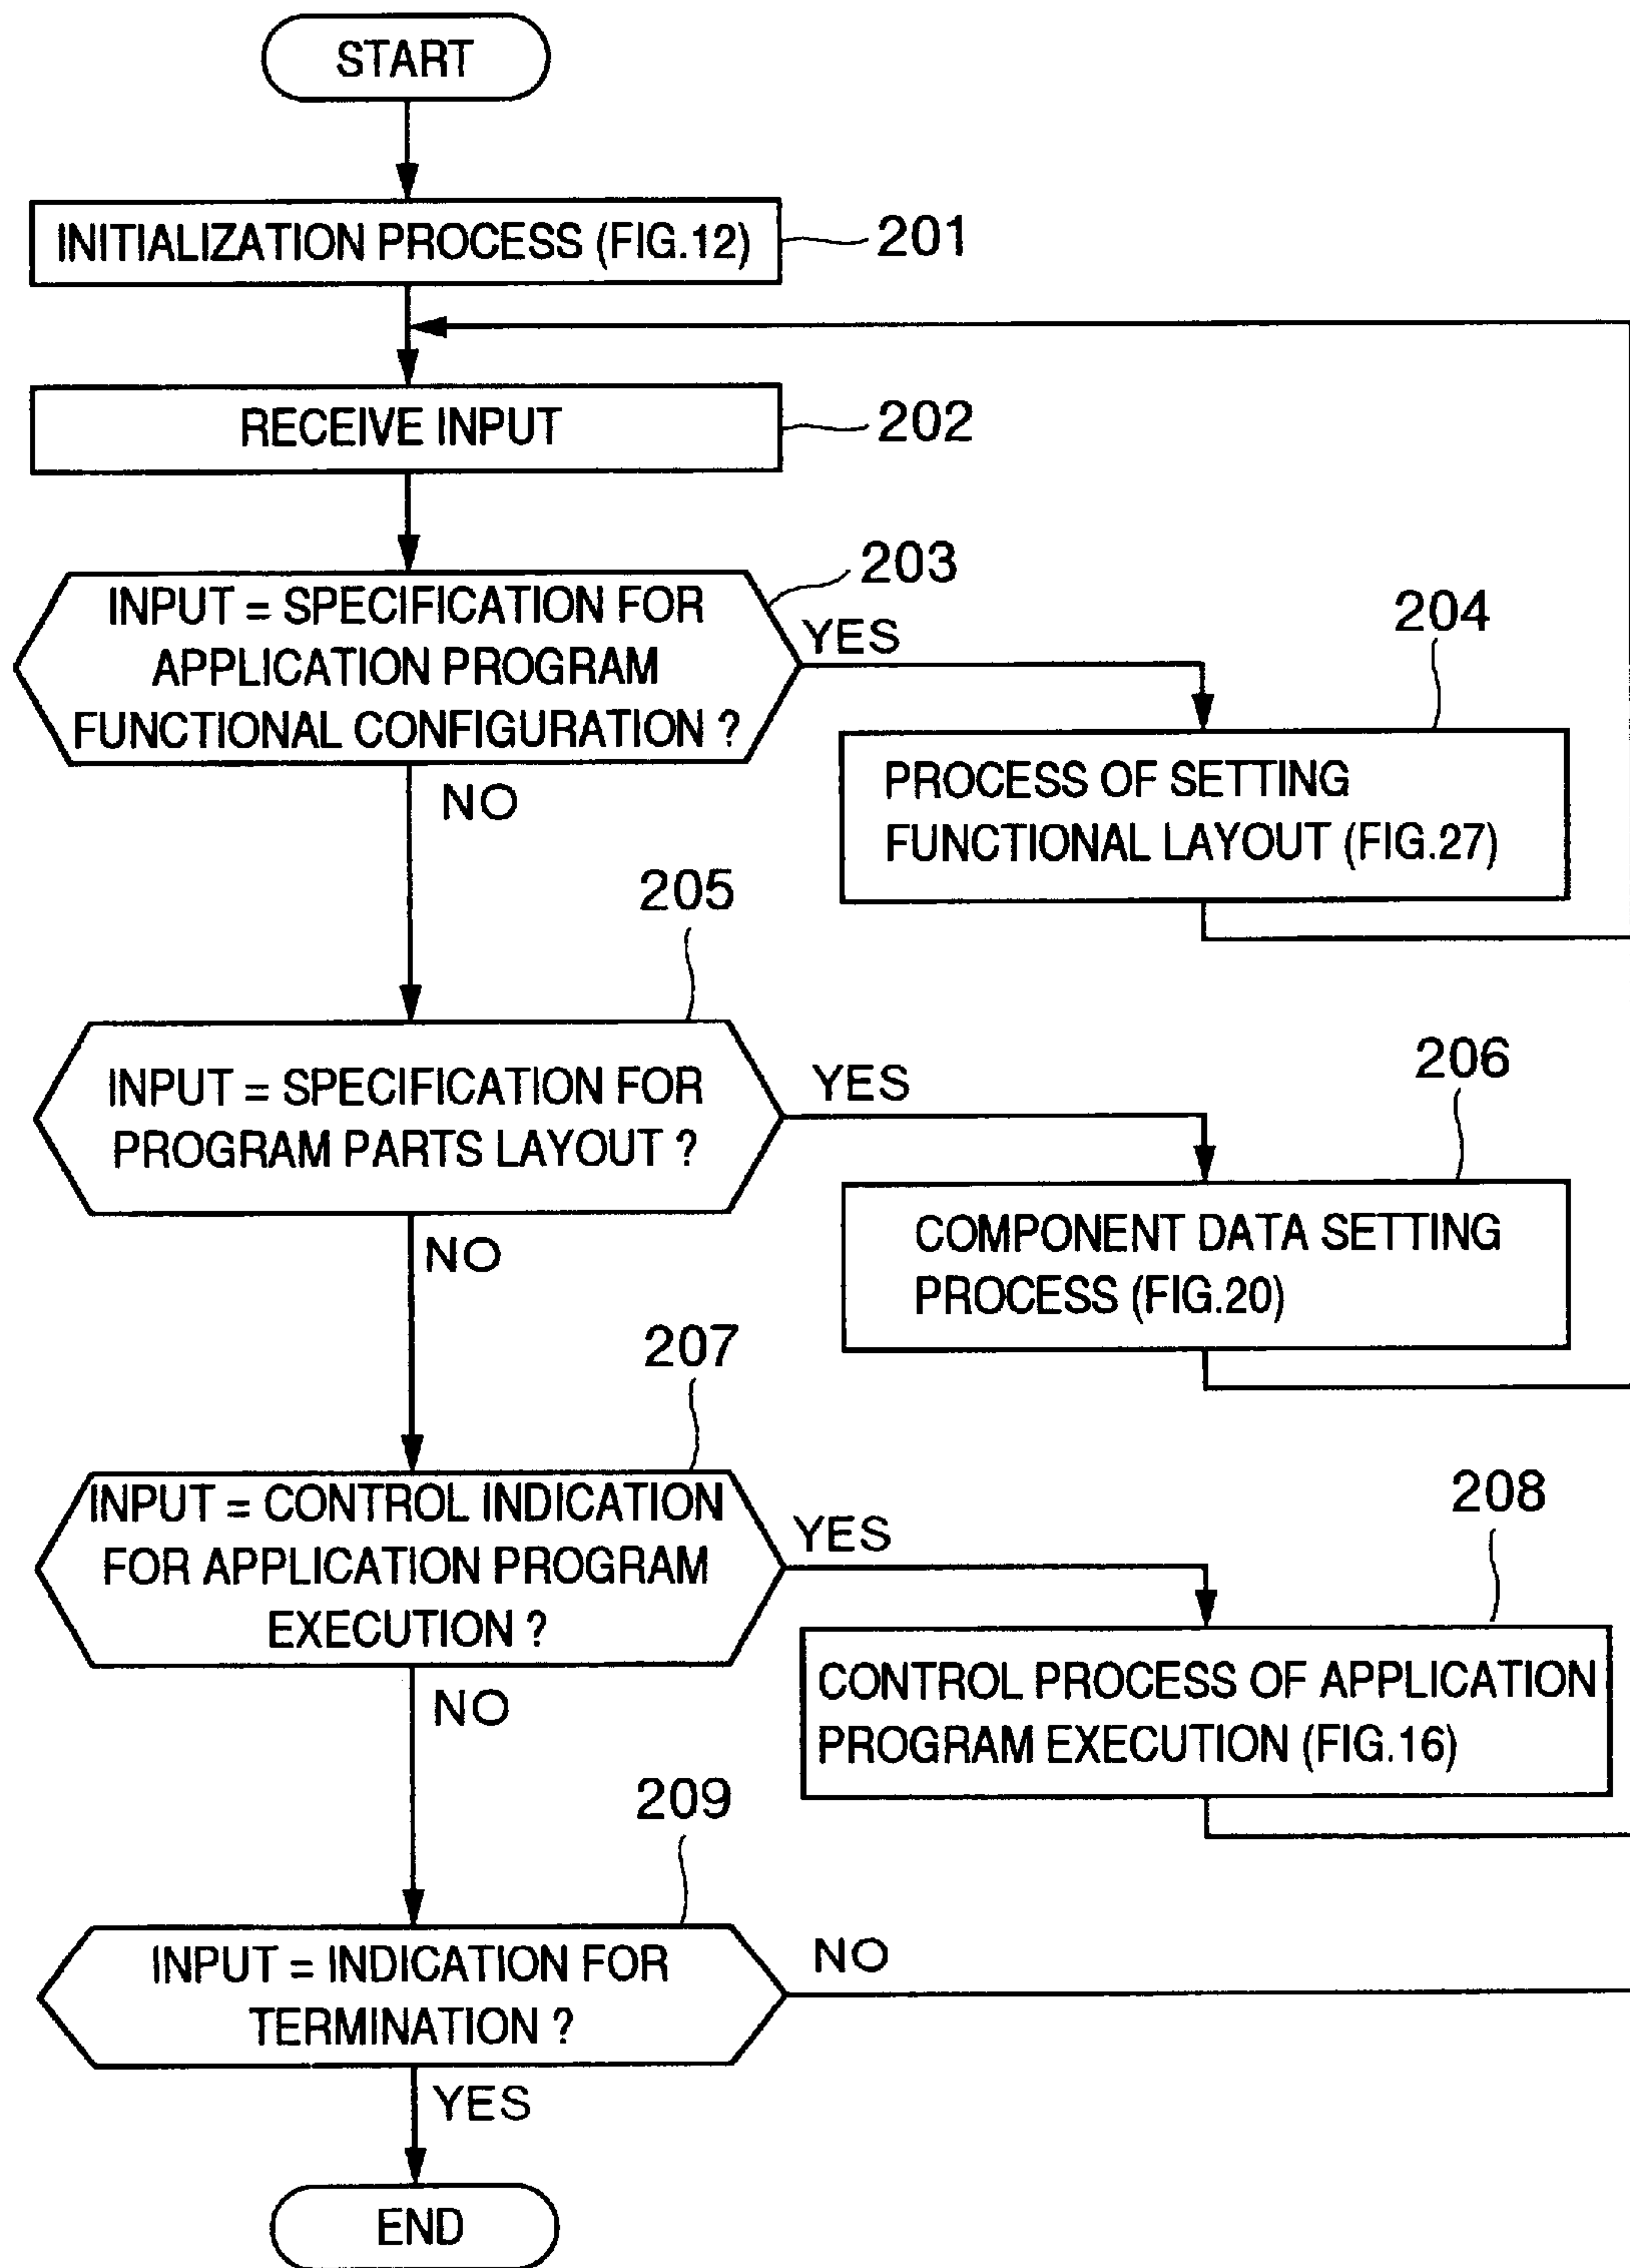 START
INITIALIZATION PROCESS (FIG.12)
201
RECEIVE INPUT
202
203
INPUT = SPECIFICATION FOR
APPLICATION PROGRAM
FUNCTIONAL CONFIGURATION ?
YES
204
PROCESS OF SETTING
FUNCTIONAL LAYOUT (FIG.27)
NO
205
INPUT = SPECIFICATION FOR
PROGRAM PARTS LAYOUT ?
YES
206
COMPONENT DATA SETTING
PROCESS (FIG.20)
NO
207
INPUT = CONTROL INDICATION
FOR APPLICATION PROGRAM
EXECUTION ?
YES
208
CONTROL PROCESS OF APPLICATION
PROGRAM EXECUTION (FIG.16)
NO
209
INPUT = INDICATION FOR
TERMINATION ?
NO
YES
END